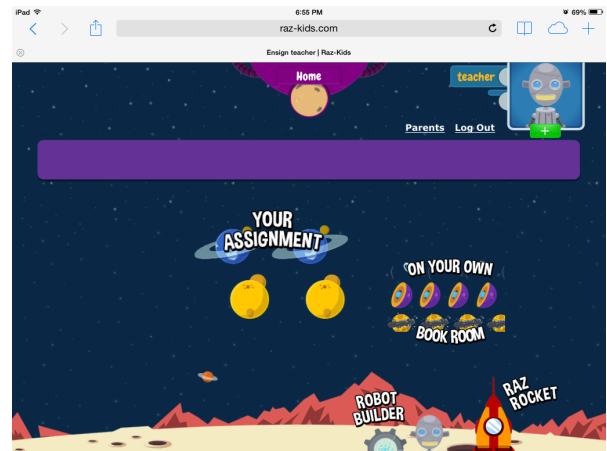 iPad 6:55 PM 69%
raz-kids.com
Ensign teacher | Raz-Kids
Home
teacher
Parents Log Out
YOUR
ASSIGNMENT
ON YOUR OWN
BOOK ROOM
ROBOT
BUILDER
RAZ
ROCKET